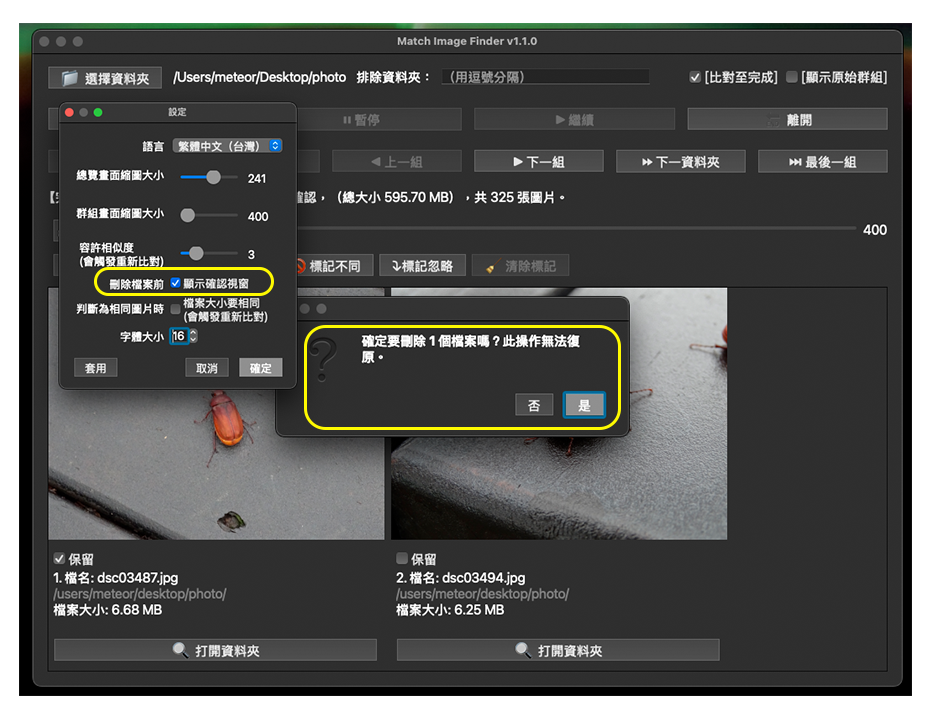 Match Image Finder v1.1.0
選擇資料夾 /Users/meteor/Desktop/photo 排除資料夾： (用逗號分隔) [比對至完成] [顯示原始群組]
暫停 繼續 離開
上一組 下一組 下一資料夾 最後一組
確認，（總大小 595.70 MB），共 325 張圖片。
400
標記不同 標記忽略 清除標記
設定
語言 繁體中文（台灣）
總覽畫面縮圖大小 241
群組畫面縮圖大小 400
容許相似度
(會觸發重新比對) 3
刪除檔案前 顯示確認視窗
判斷為相同圖片時 檔案大小要相同
(會觸發重新比對)
字體大小 16
套用 取消 確定
確定要刪除 1 個檔案嗎？此操作無法復
原。
否 是
保留
1. 檔名: dsc03487.jpg
/users/meteor/desktop/photo/
檔案大小: 6.68 MB
打開資料夾
保留
2. 檔名: dsc03494.jpg
/users/meteor/desktop/photo/
檔案大小: 6.25 MB
打開資料夾